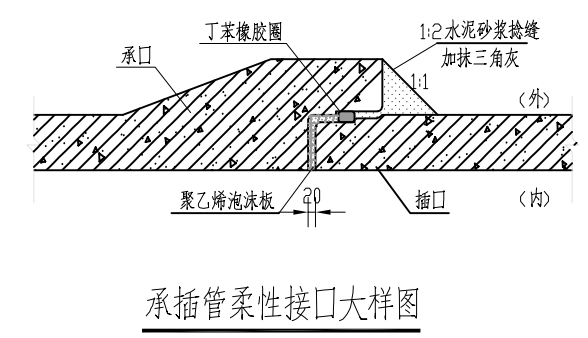 丁苯橡胶圈
1:2水泥砂浆捻缝
加抹三角灰
承口
1:1
(外)
聚乙烯泡沫板
20
插口
(内)
承插管柔性接口大样图